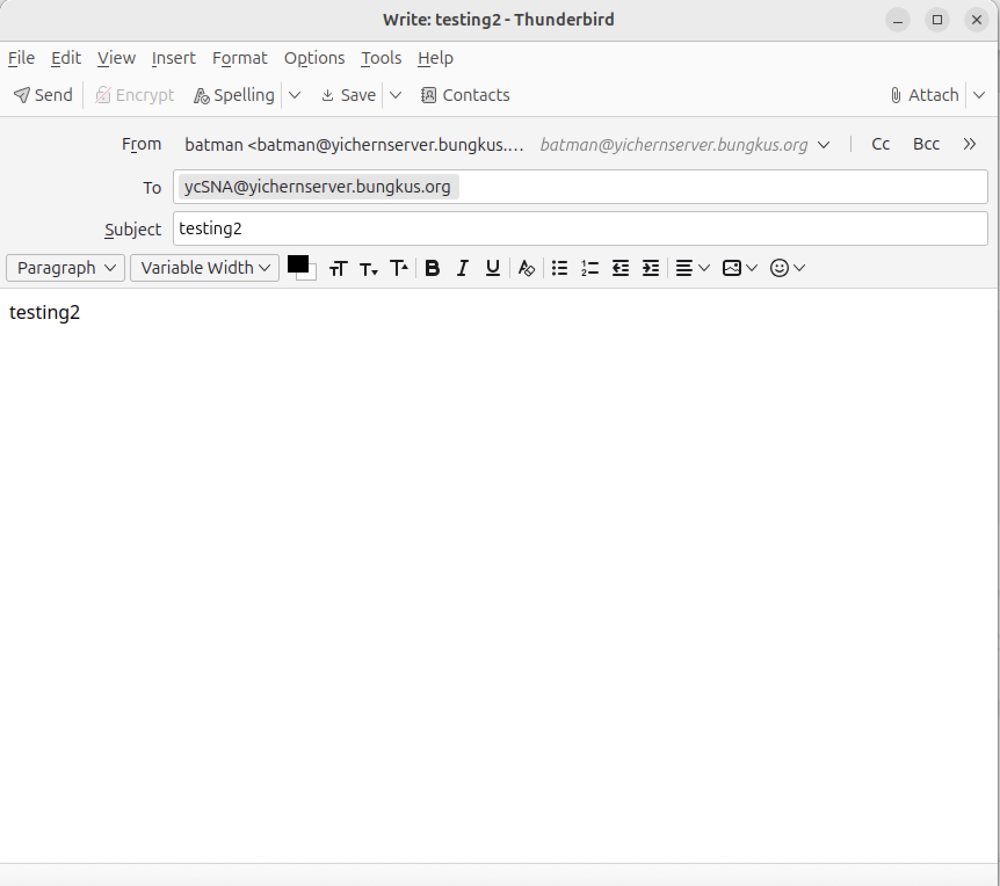 Write: testing2 - Thunderbird
File Edit View Insert Format Options Tools Help
Send Encrypt Spelling Save Contacts Attach
From batman <batman@yichernserver.bungkus.... batman@yichernserver.bungkus.org Cc Bcc
To ycSNA@yichernserver.bungkus.org
Subject testing2
Paragraph Variable Width
testing2